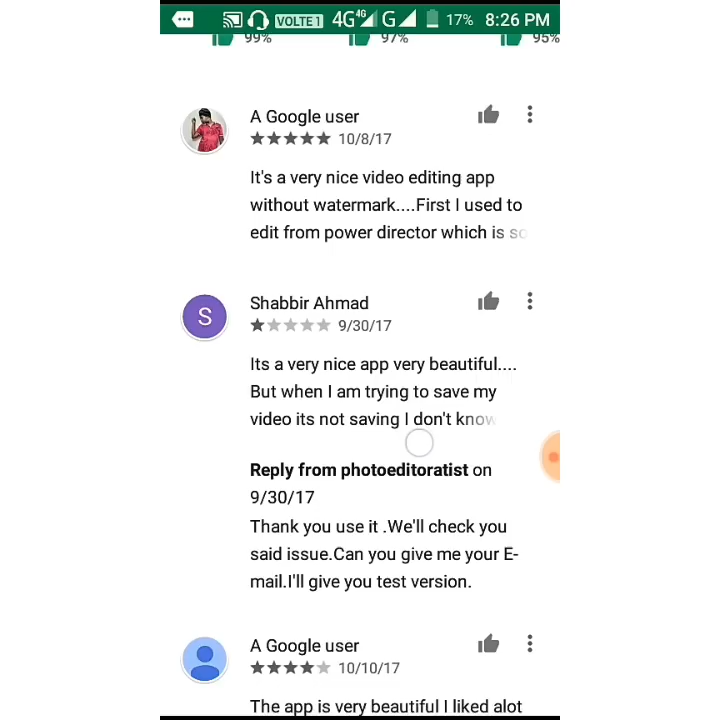 VOLTE 1 4G 4G G 17% 8:26 PM
99% 97% 95%
A Google user
10/8/17
It's a very nice video editing app
without watermark....First I used to
edit from power director which is so
S
Shabbir Ahmad
9/30/17
Its a very nice app very beautiful....
But when I am trying to save my
video its not saving I don't know
Reply from photoeditoratist on
9/30/17
Thank you use it .We'll check you
said issue.Can you give me your E-
mail.I'll give you test version.
A Google user
10/10/17
The app is very beautiful I liked alot